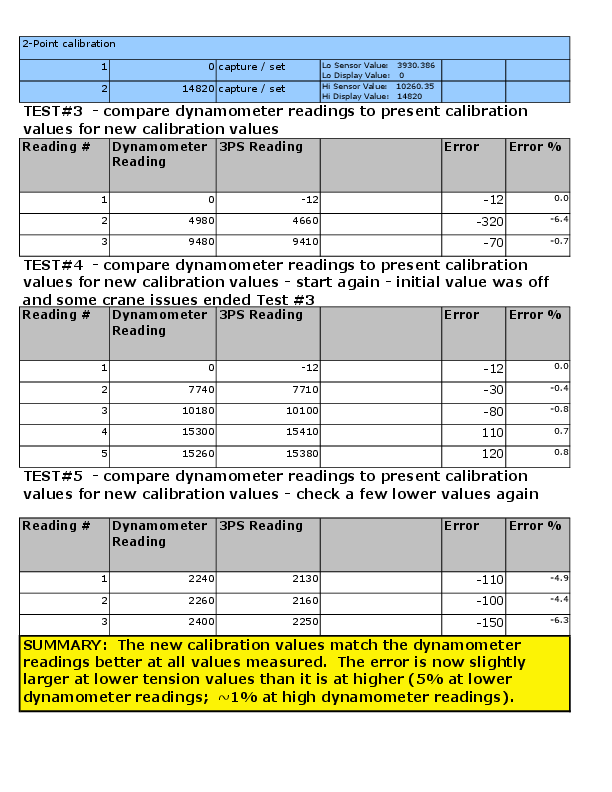 2-Point calibration
1 0 capture / set Lo Sensor Value: 3930.386
Lo Display Value: 0
2 14820 capture / set Hi Sensor Value: 10260.35
Hi Display Value: 14820
TEST#3 - compare dynamometer readings to present calibration
values for new calibration values
Reading # Dynamometer 3PS Reading Error Error %
Reading
1 0 -12 -12 0.0
2 4980 4660 -320 -6.4
3 9480 9410 -70 -0.7
TEST#4 - compare dynamometer readings to present calibration
values for new calibration values - start again - initial value was off
and some crane issues ended Test #3
Reading # Dynamometer 3PS Reading Error Error %
Reading
1 0 -12 -12 0.0
2 7740 7710 -30 -0.4
3 10180 10100 -80 -0.8
4 15300 15410 110 0.7
5 15260 15380 120 0.8
TEST#5 - compare dynamometer readings to present calibration
values for new calibration values - check a few lower values again
Reading # Dynamometer 3PS Reading Error Error %
Reading
1 2240 2130 -110 -4.9
2 2260 2160 -100 -4.4
3 2400 2250 -150 -6.3
SUMMARY: The new calibration values match the dynamometer
readings better at all values measured. The error is now slightly
larger at lower tension values than it is at higher (5% at lower
dynamometer readings; ~1% at high dynamometer readings).